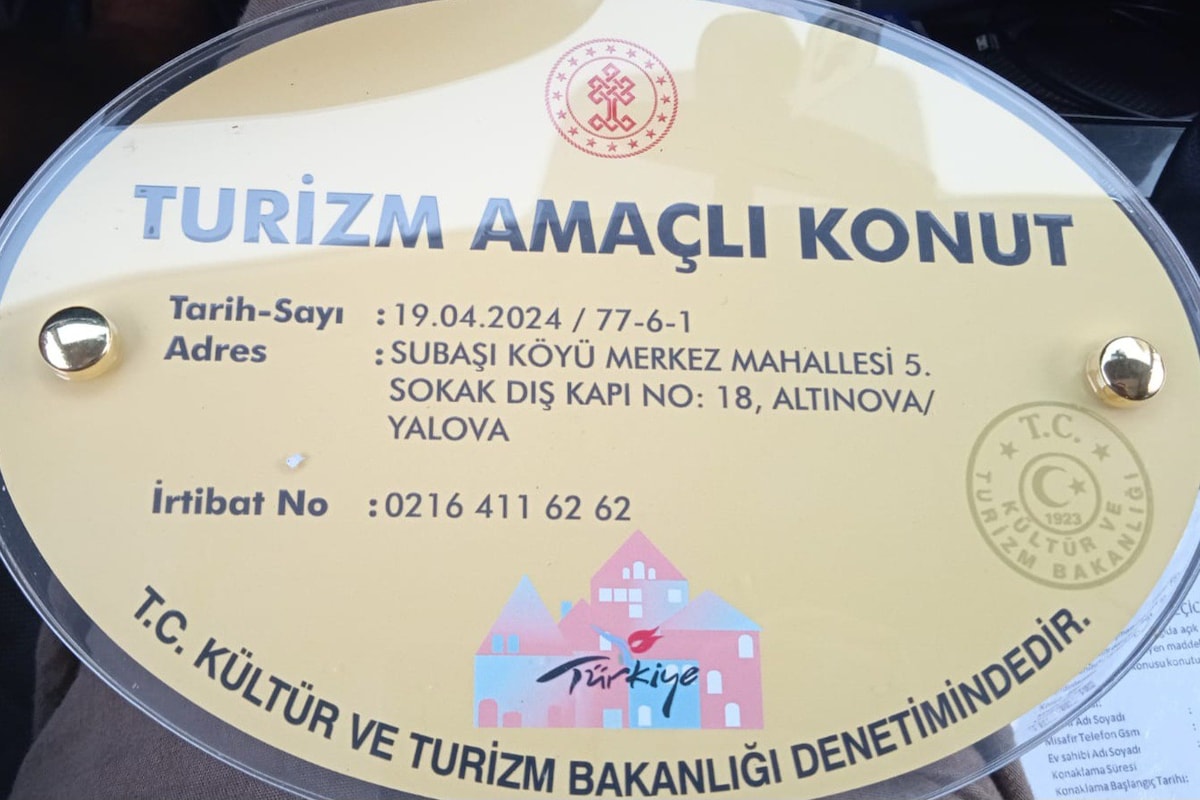 TURİZM AMAÇLI KONUT
Tarih-Sayı : 19.04.2024 / 77-6-1
Adres : SUBAŞI KÖYÜ MERKEZ MAHALLESİ 5.
SOKAK DIŞ KAPI NO: 18, ALTINOVA/
YALOVA
İrtibat No : 0216 411 62 62
T.C.
1923
KÜLTÜR VE
TURİZM BAKANLIĞI
Türkiye
T.C. KÜLTÜR VE TURİZM BAKANLIĞI DENETİMİNDEDİR.
Adı Soyadı
Misafir Telefon Gsm
Ev sahibi Adı Soyadı
Konaklama Süresi
Konaklama Başlangıç Tarihi: